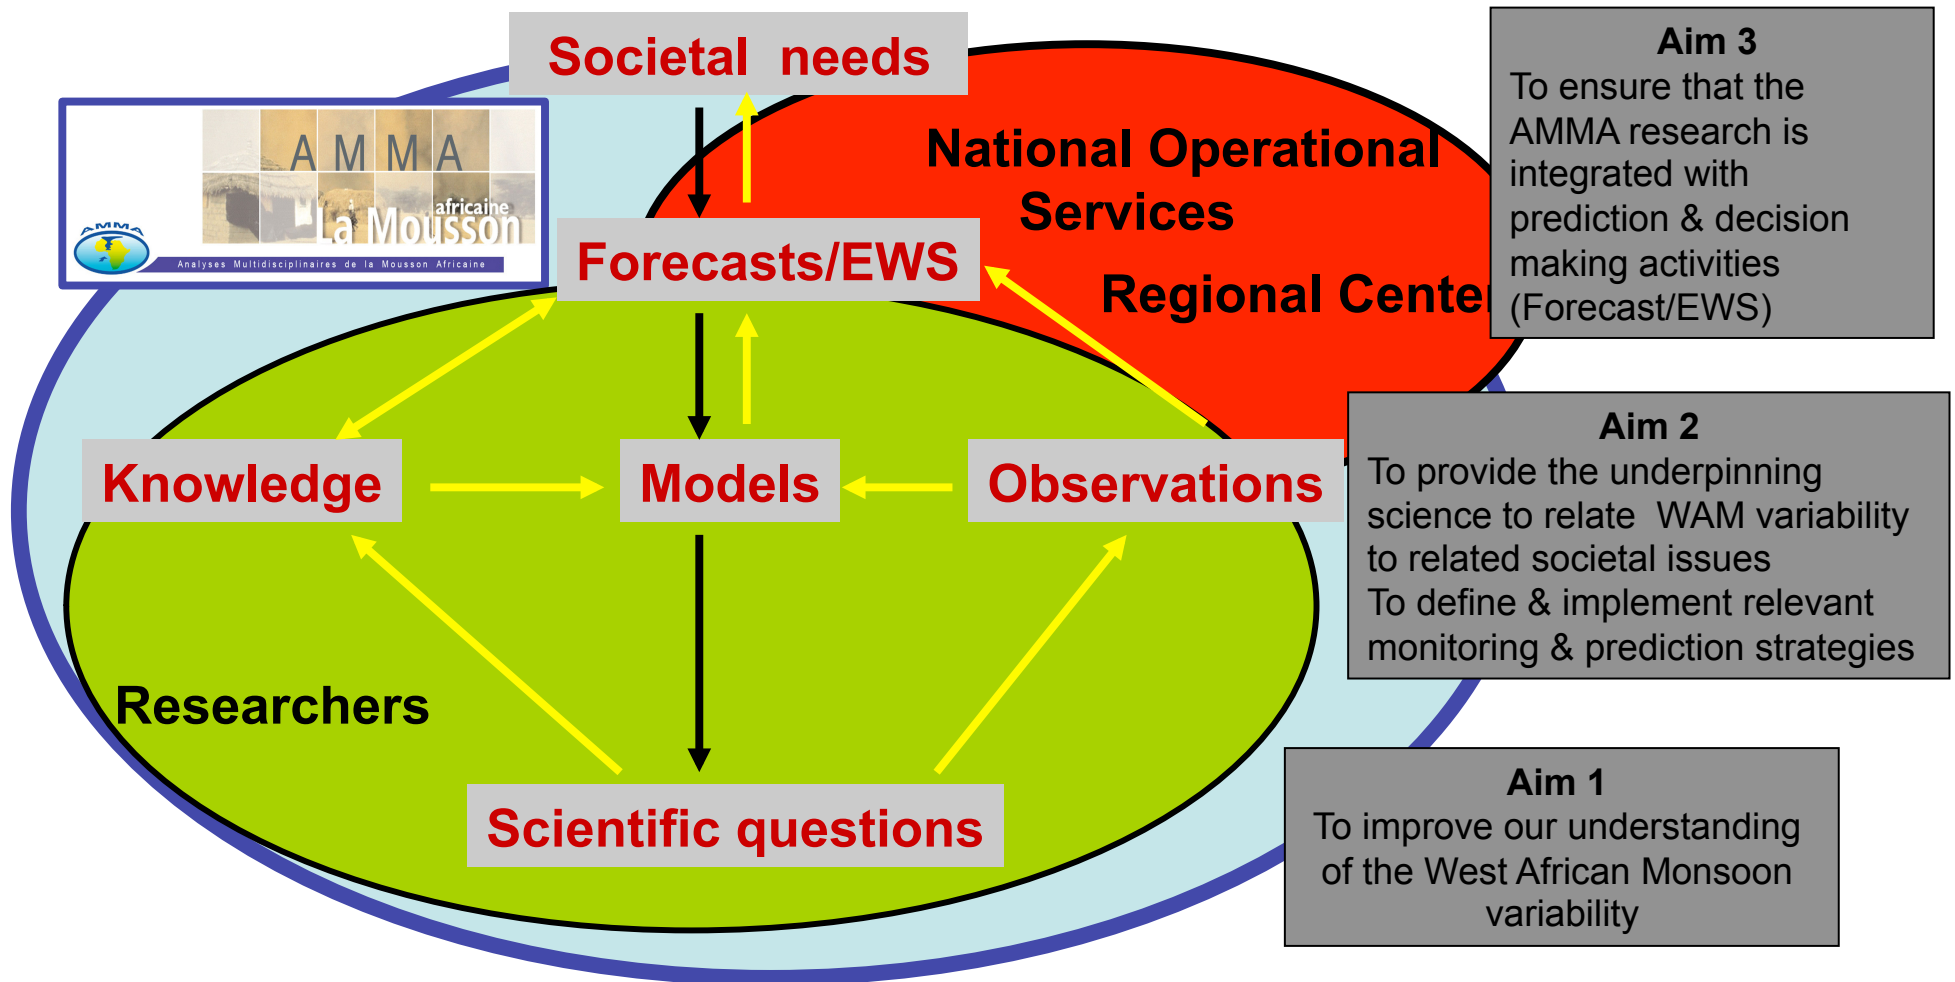 Societal needs
AMMA
africaine
La Mousson
AMMA
Analyses Multidisciplinaires de la Mousson Africaine
National Operational
Services
Forecasts/EWS
Regional Center
Knowledge
Models
Observations
Researchers
Scientific questions
Aim 3
To ensure that the
AMMA research is
integrated with
prediction & decision
making activities
(Forecast/EWS)
Aim 2
To provide the underpinning
science to relate WAM variability
to related societal issues
To define & implement relevant
monitoring & prediction strategies
Aim 1
To improve our understanding
of the West African Monsoon
variability